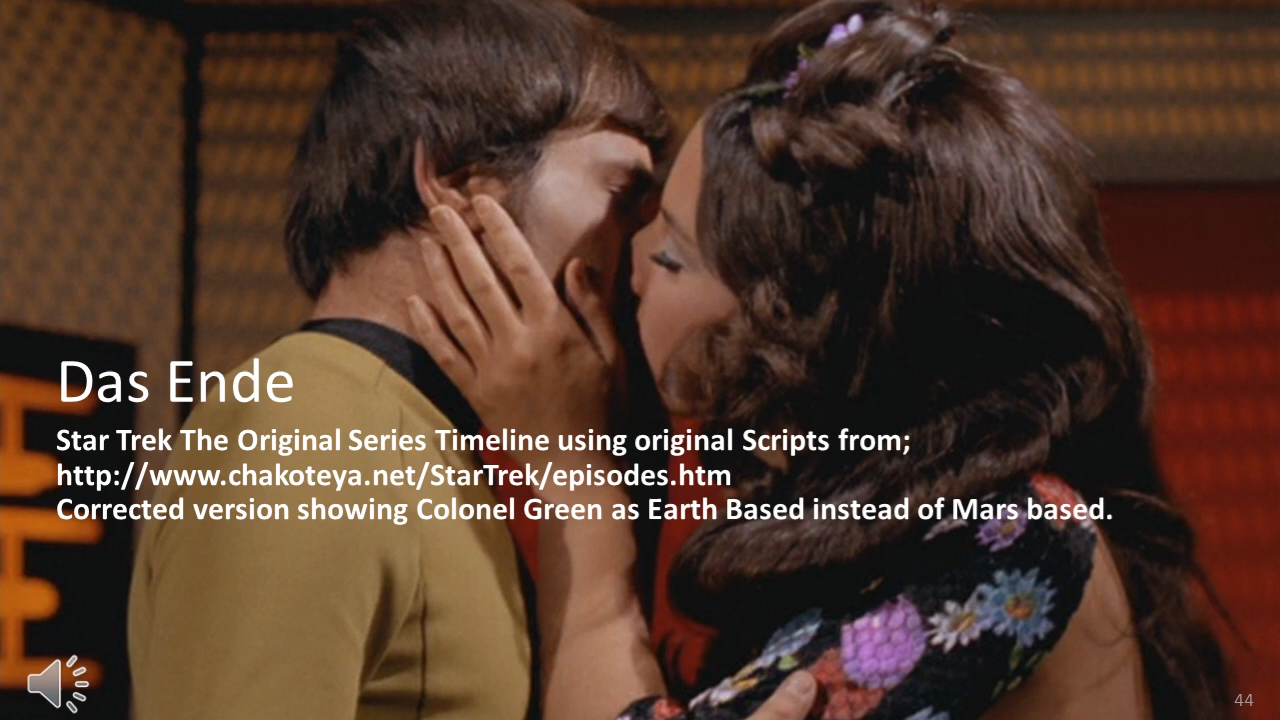 Das Ende
Star Trek The Original Series Timeline using original Scripts from;
http://www.chakoteya.net/StarTrek/episodes.htm
Corrected version showing Colonel Green as Earth Based instead of Mars based.
44